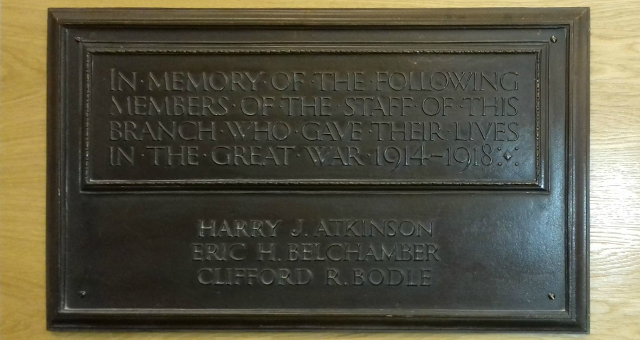 IN·MEMORY·OF·THE·FOLLOWING
MEMBERS·OF·THE·STAFF·OF·THIS
BRANCH·WHO·GAVE·THEIR·LIVES
IN·THE·GREAT·WAR·1914–1918
HARRY J. ATKINSON
ERIC H. BELCHAMBER
CLIFFORD R. BODLE